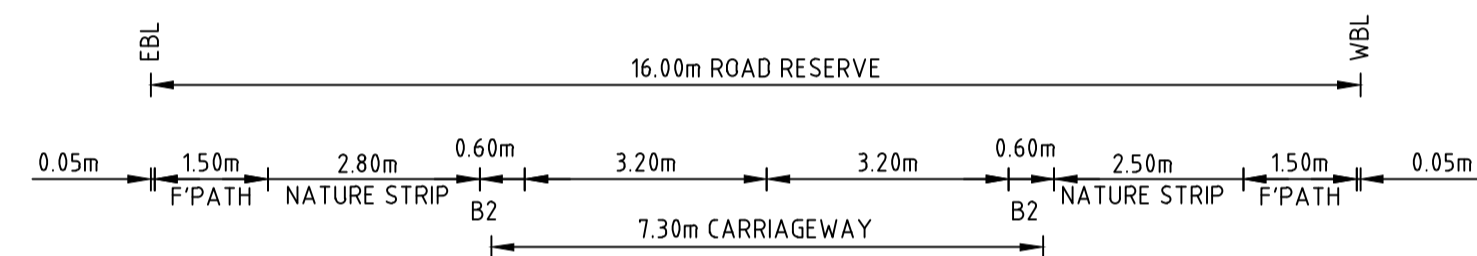 EBL
WBL
16.00m ROAD RESERVE
0.05m 1.50m 2.80m 0.60m 3.20m 3.20m 0.60m 2.50m 1.50m 0.05m
F'PATH NATURE STRIP B2 B2 NATURE STRIP F'PATH
7.30m CARRIAGEWAY